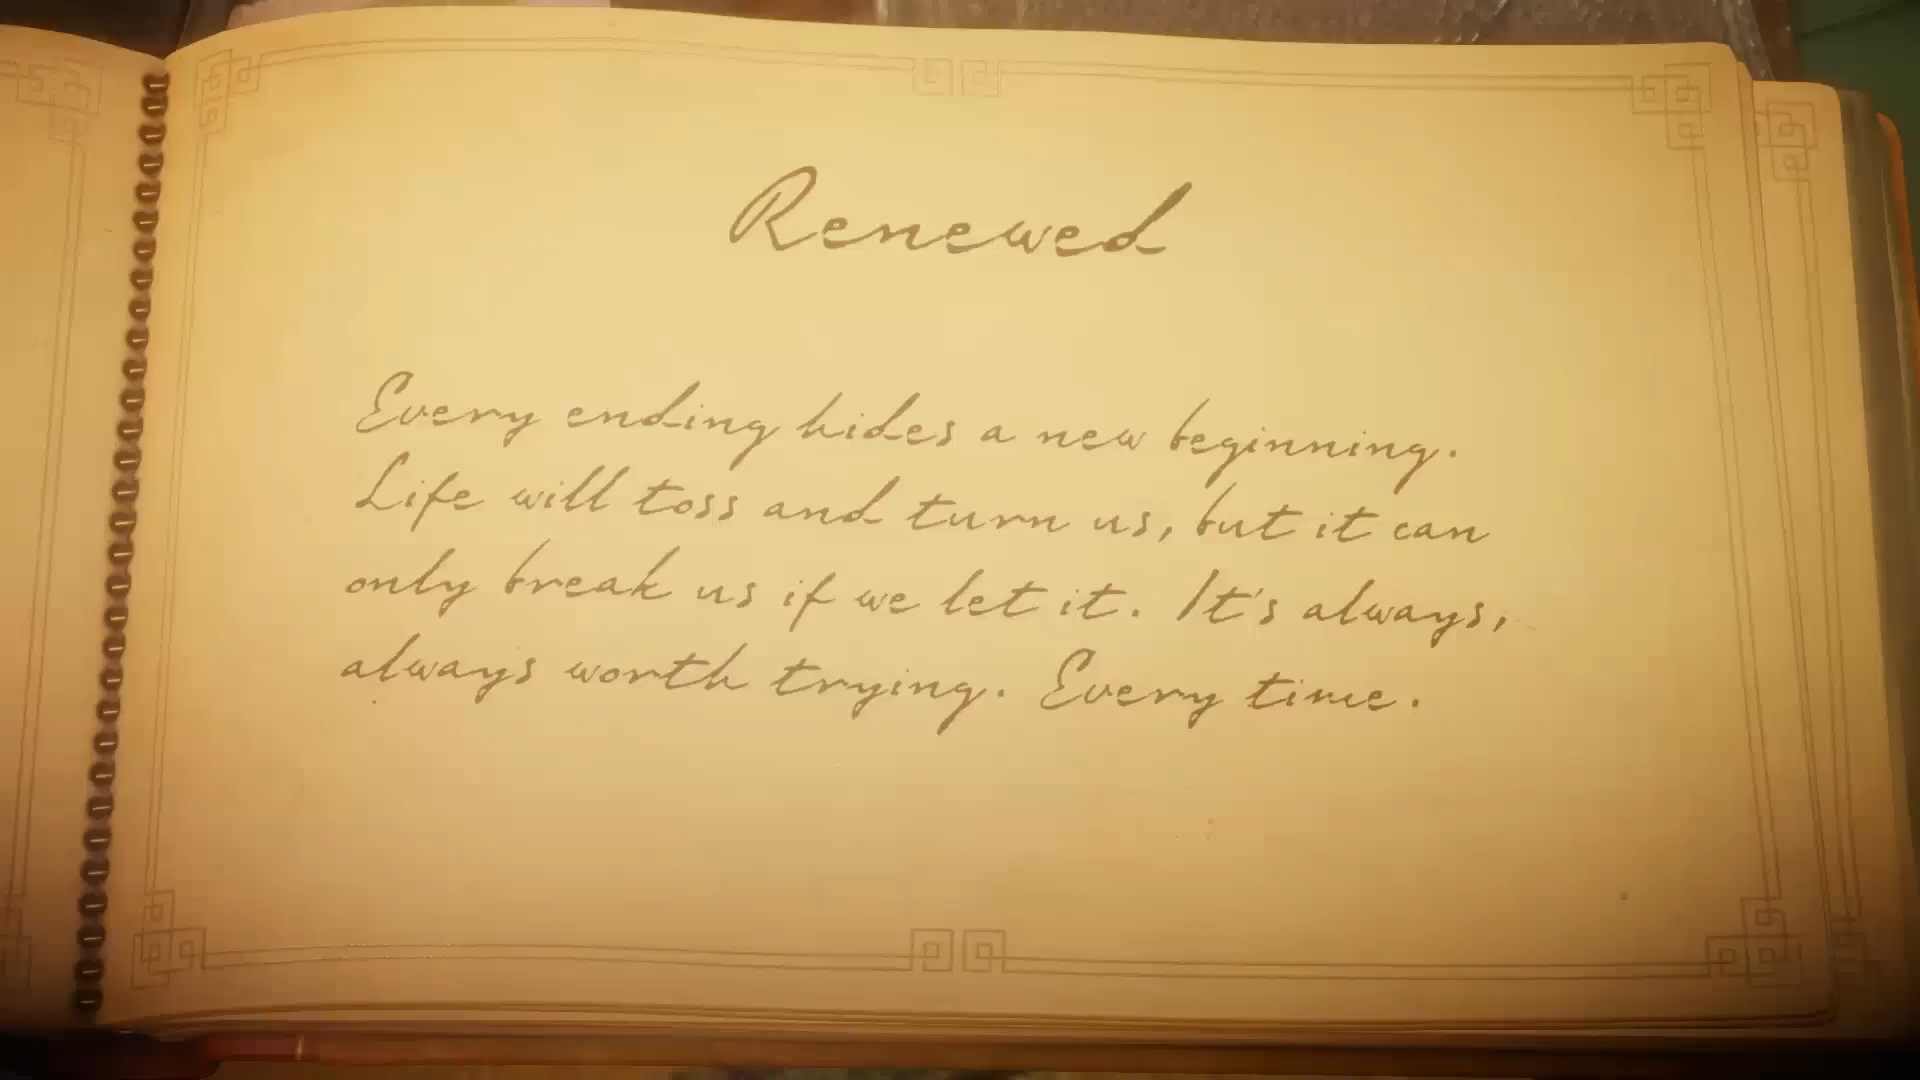 Renewed
Every ending hides a new beginning.
Life will toss and turn us, but it can
only break us if we let it. It's always,
always worth trying. Every time.